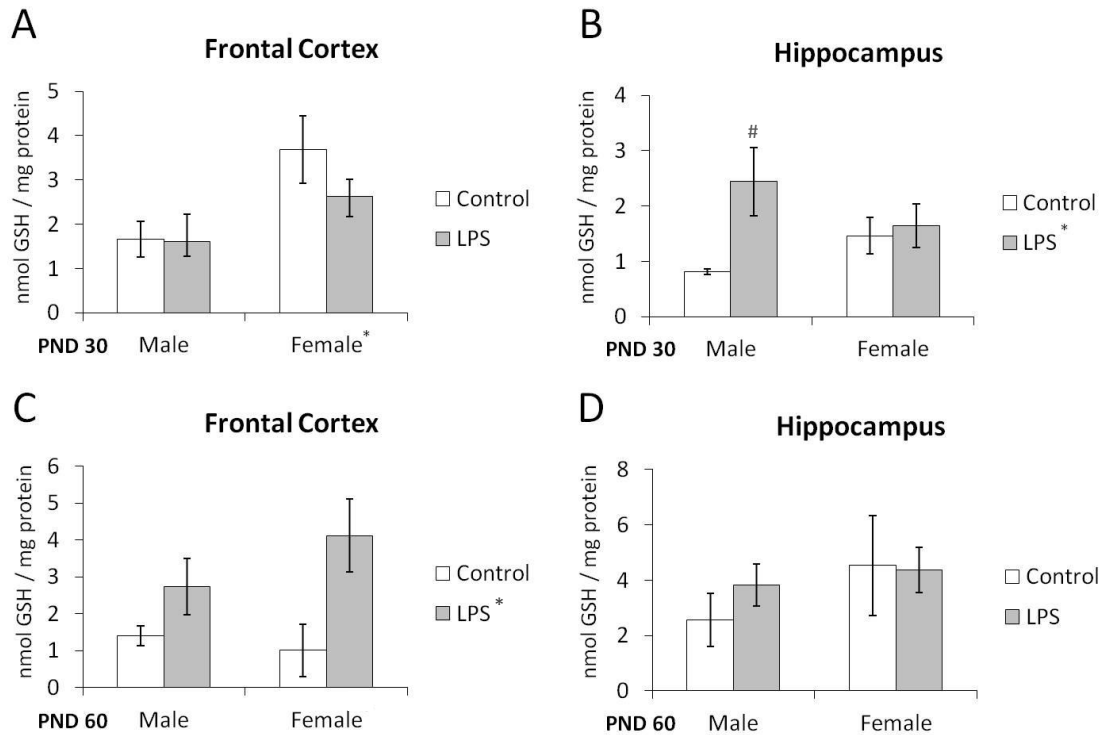 A
Frontal Cortex
nmol GSH / mg protein
5
4
3
2
1
0
Control
LPS
PND 30 Male Female*
B
Hippocampus
nmol GSH / mg protein
4
3
2
1
0
#
Control
LPS *
PND 30 Male Female
C
Frontal Cortex
nmol GSH / mg protein
6
5
4
3
2
1
0
Control
LPS *
PND 60 Male Female
D
Hippocampus
nmol GSH / mg protein
8
6
4
2
0
Control
LPS
PND 60 Male Female